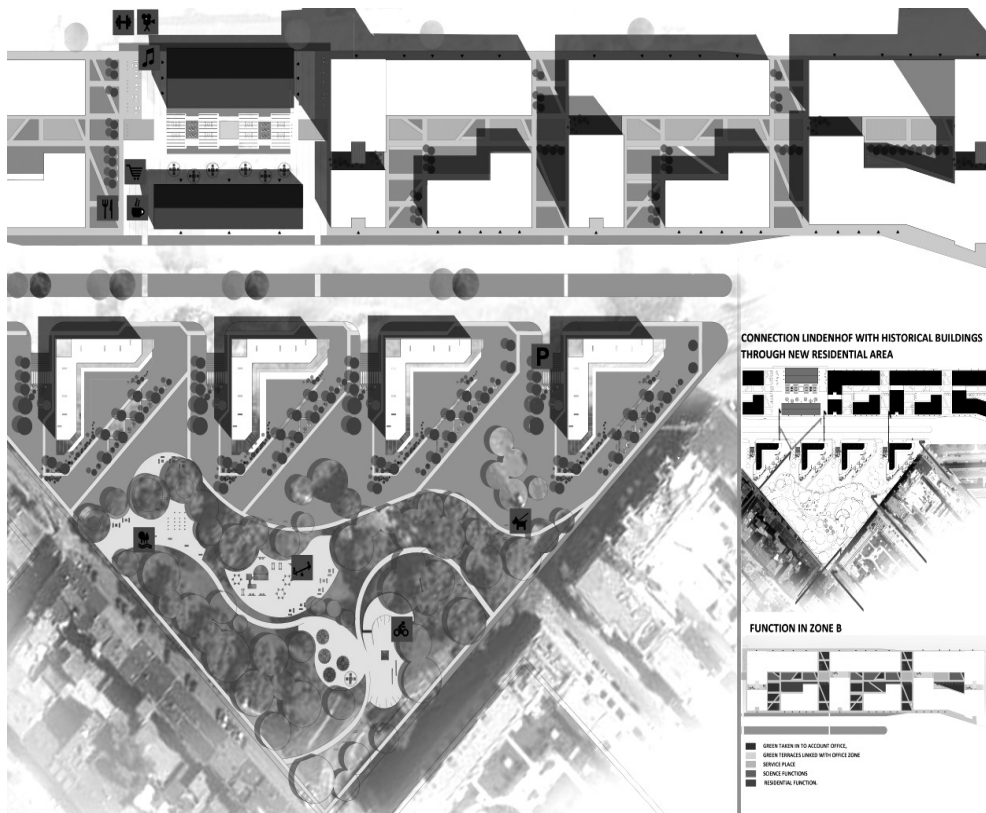 P
CONNECTION LINDENHOF WITH HISTORICAL BUILDINGS
THROUGH NEW RESIDENTIAL AREA
FUNCTION IN ZONE B
GREEN TAKEN IN TO ACCOUNT OFFICE,
GREEN TERRACES LINKED WITH OFFICE ZONE
SERVICE PLACE
SCIENCE FUNCTIONS
RESIDENTIAL FUNCTION.